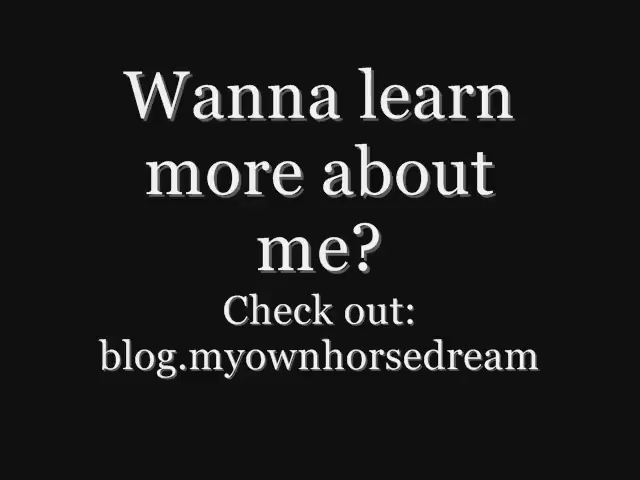 Wanna learn
more about
me?
Check out:
blog.myownhorsedream